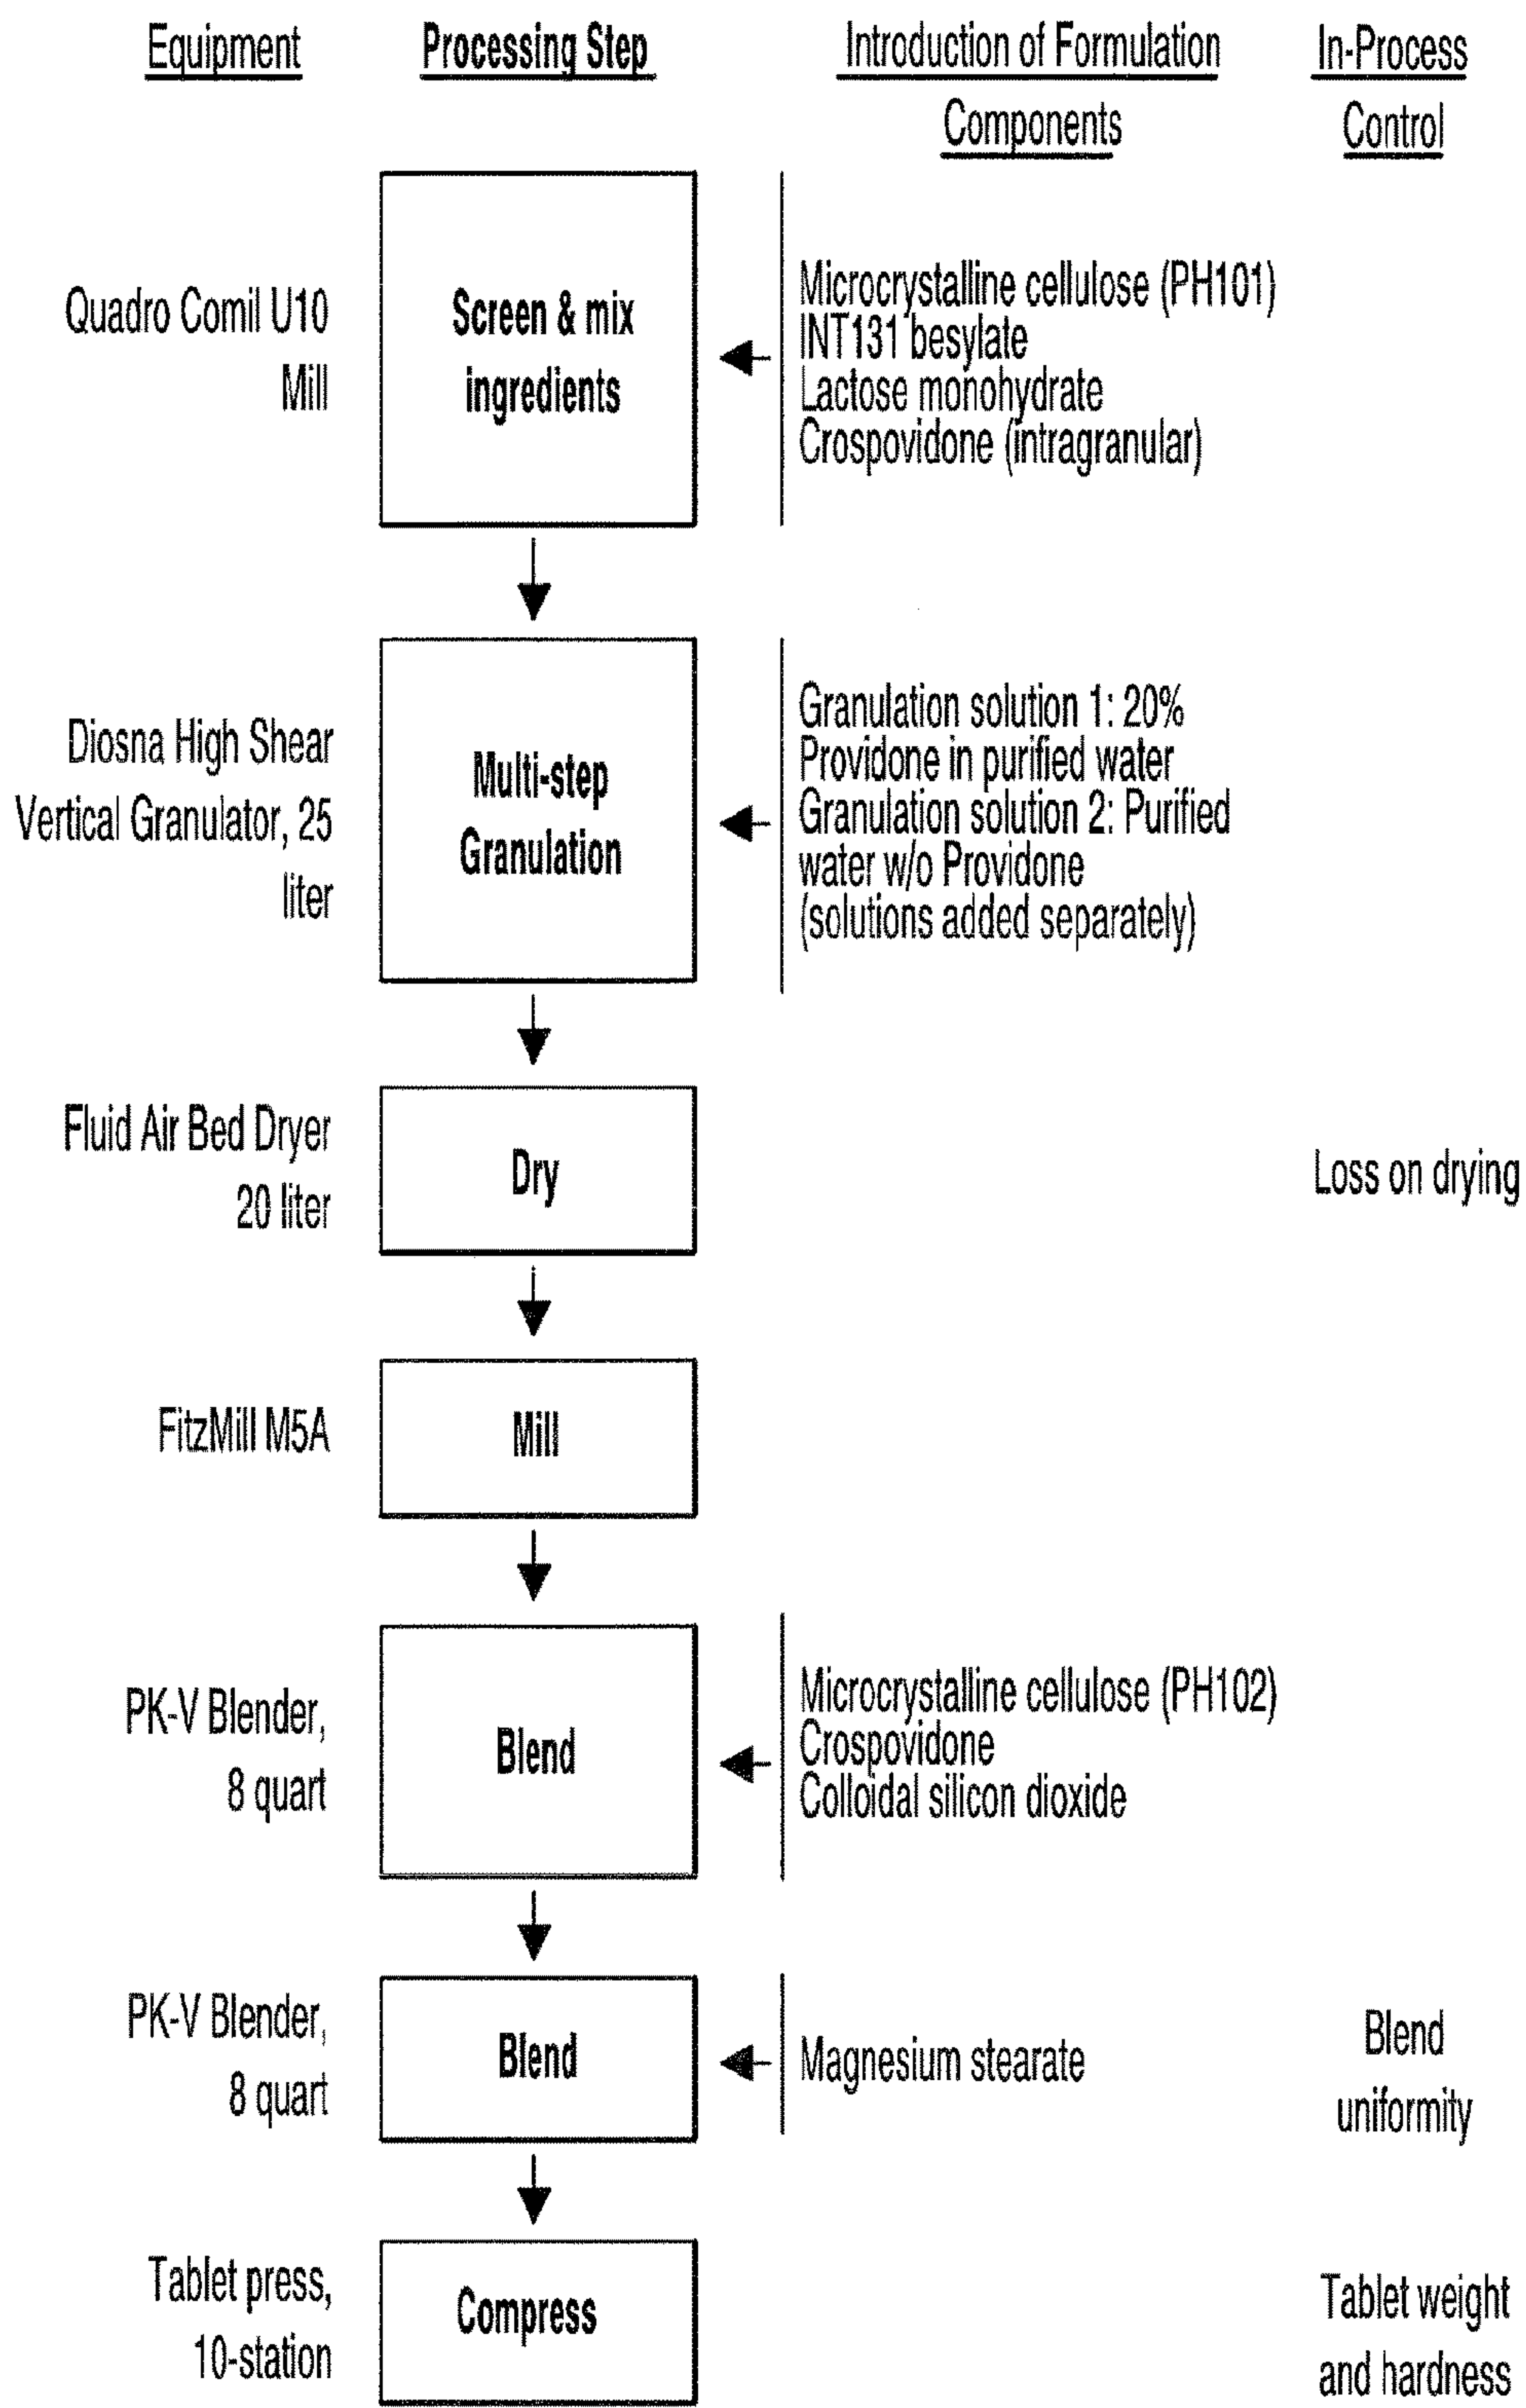 Equipment
Processing Step
Introduction of Formulation
Components
In-Process
Control
Quadro Comil U10
Mill
Screen & mix
ingredients
Microcrystalline cellulose (PH101)
INT131 besylate
Lactose monohydrate
Crospovidone (intragranular)
Diosna High Shear
Vertical Granulator, 25
liter
Multi-step
Granulation
Granulation solution 1: 20%
Providone in purified water
Granulation solution 2: Purified
water w/o Providone
(solutions added separately)
Fluid Air Bed Dryer
20 liter
Dry
Loss on drying
FitzMill M5A
Mill
PK-V Blender,
8 quart
Blend
Microcrystalline cellulose (PH102)
Crospovidone
Colloidal silicon dioxide
PK-V Blender,
8 quart
Blend
Magnesium stearate
Blend
uniformity
Tablet press,
10-station
Compress
Tablet weight
and hardness